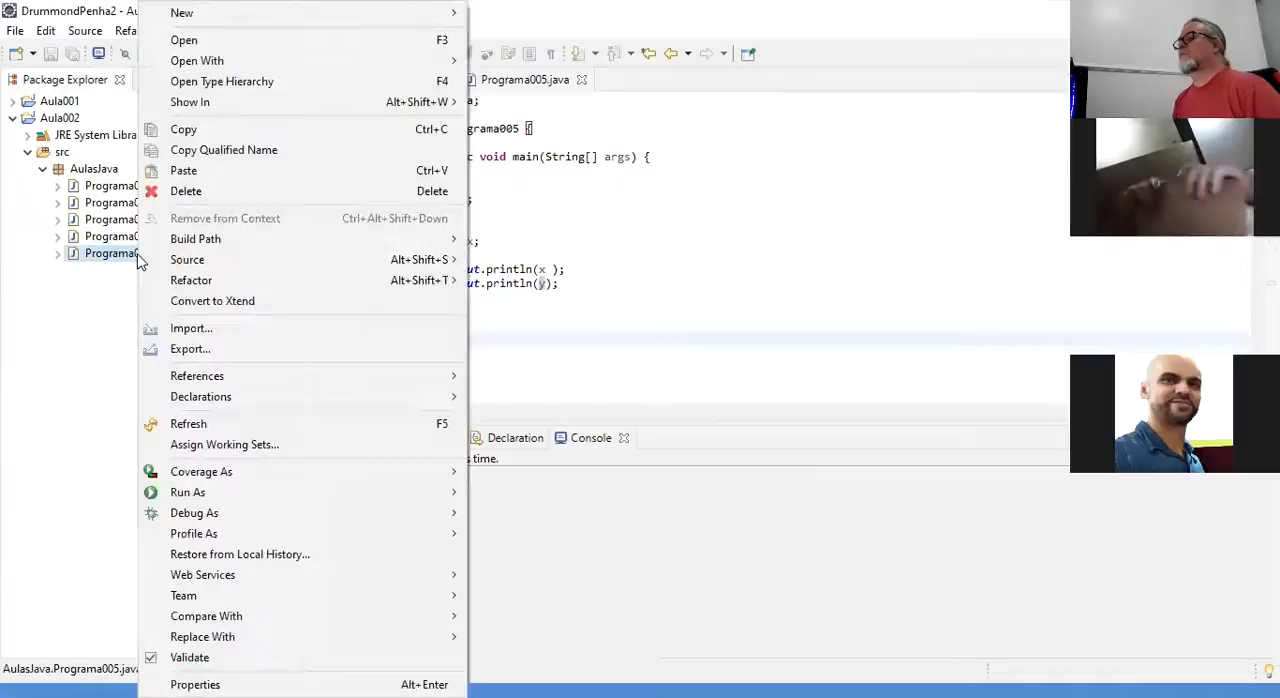 DrummondPenha2 - Au
File Edit Source Refa
Package Explorer
Aula001
Aula002
JRE System Libra
src
AulasJava
Programa0
Programa0
Programa0
Programa0
Programa0
New
Open F3
Open With
Open Type Hierarchy F4
Show In Alt+Shift+W
Copy Ctrl+C
Copy Qualified Name
Paste Ctrl+V
Delete Delete
Remove from Context Ctrl+Alt+Shift+Down
Build Path
Source Alt+Shift+S
Refactor Alt+Shift+T
Convert to Xtend
Import...
Export...
References
Declarations
Refresh F5
Assign Working Sets...
Coverage As
Run As
Debug As
Profile As
Restore from Local History...
Web Services
Team
Compare With
Replace With
Validate
Properties Alt+Enter
Programa005.java
a;
grama005 {
c void main(String[] args) {
;
x;
ut.println(x );
ut.println(y);
Declaration Console
s time.
AulasJava.Programa005.java